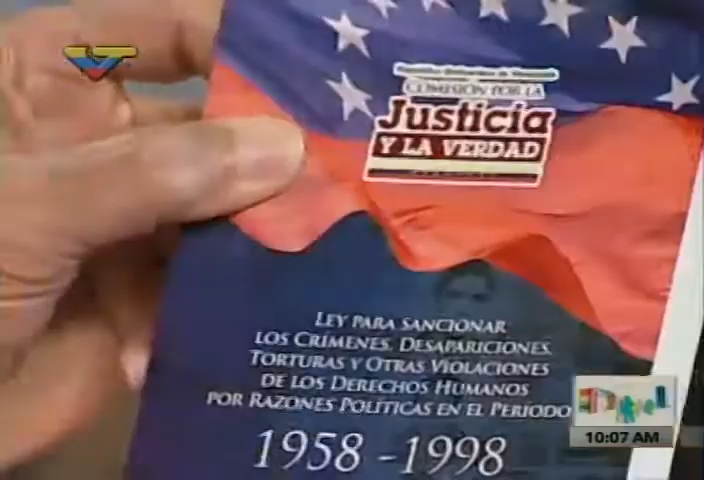 COMISIÓN POR LA
Justicia
Y LA VERDAD
LEY PARA SANCIONAR
LOS CRÍMENES, DESAPARICIONES,
TORTURAS Y OTRAS VIOLACIONES
DE LOS DERECHOS HUMANOS
POR RAZONES POLÍTICAS EN EL PERIODO
1958 - 1998
10:07 AM